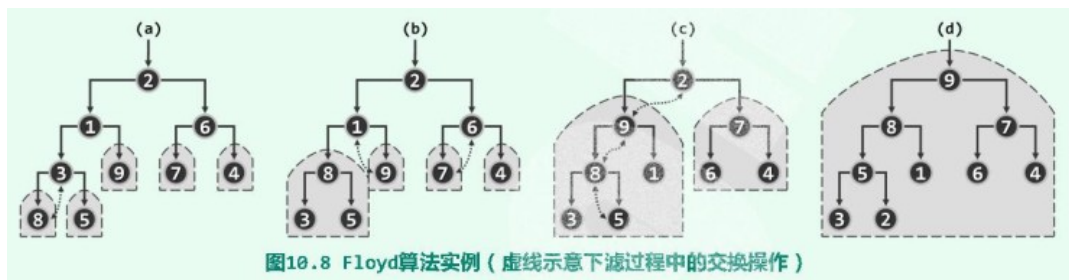 (a) (b) (c) (d)
2 2 2 9
1 6 1 6 9 7 8 7
3 9 7 4 8 9 7 4 8 1 6 4 5 1 6 4
8 5 3 5 3 5 3 2
图10.8 Floyd算法实例（虚线示意下滤过程中的交换操作）